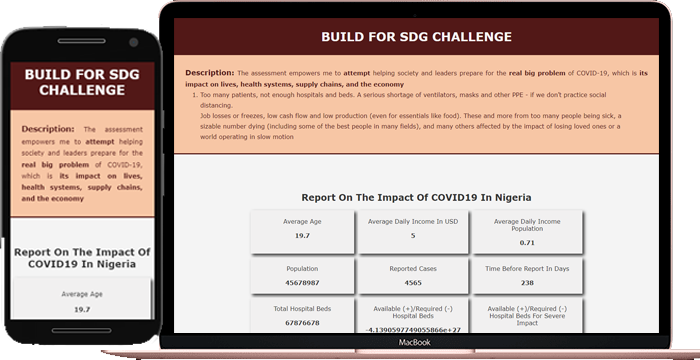 BUILD FOR SDG
CHALLENGE
Description: The assessment
empowers me to attempt helping
society and leaders prepare for the
real big problem of COVID-19,
which is its impact on lives,
health systems, supply chains,
and the economy
Report On The Impact Of
COVID19 In Nigeria
Average Age
19.7
BUILD FOR SDG CHALLENGE
Description: The assessment empowers me to attempt helping society and leaders prepare for the real big problem of COVID-19, which is its
impact on lives, health systems, supply chains, and the economy
1. Too many patients, not enough hospitals and beds. A serious shortage of ventilators, masks and other PPE - if we don't practice social
distancing.
Job losses or freezes, low cash flow and low production (even for essentials like food). These and more from too many people being sick, a
sizable number dying (including some of the best people in many fields), and many others affected by the impact of losing loved ones or a
world operating in slow motion
Report On The Impact Of COVID19 In Nigeria
Average Age
19.7
Average Daily Income In USD
5
Average Daily Income
Population
0.71
Population
45678987
Reported Cases
4565
Time Before Report In Days
238
Total Hospital Beds
67876678
Available (+)/Required (-)
Hospital Beds
-4.1390597749055866e+27
Available (+)/Required (-)
Hospital Beds For Severe
Impact
MacBook